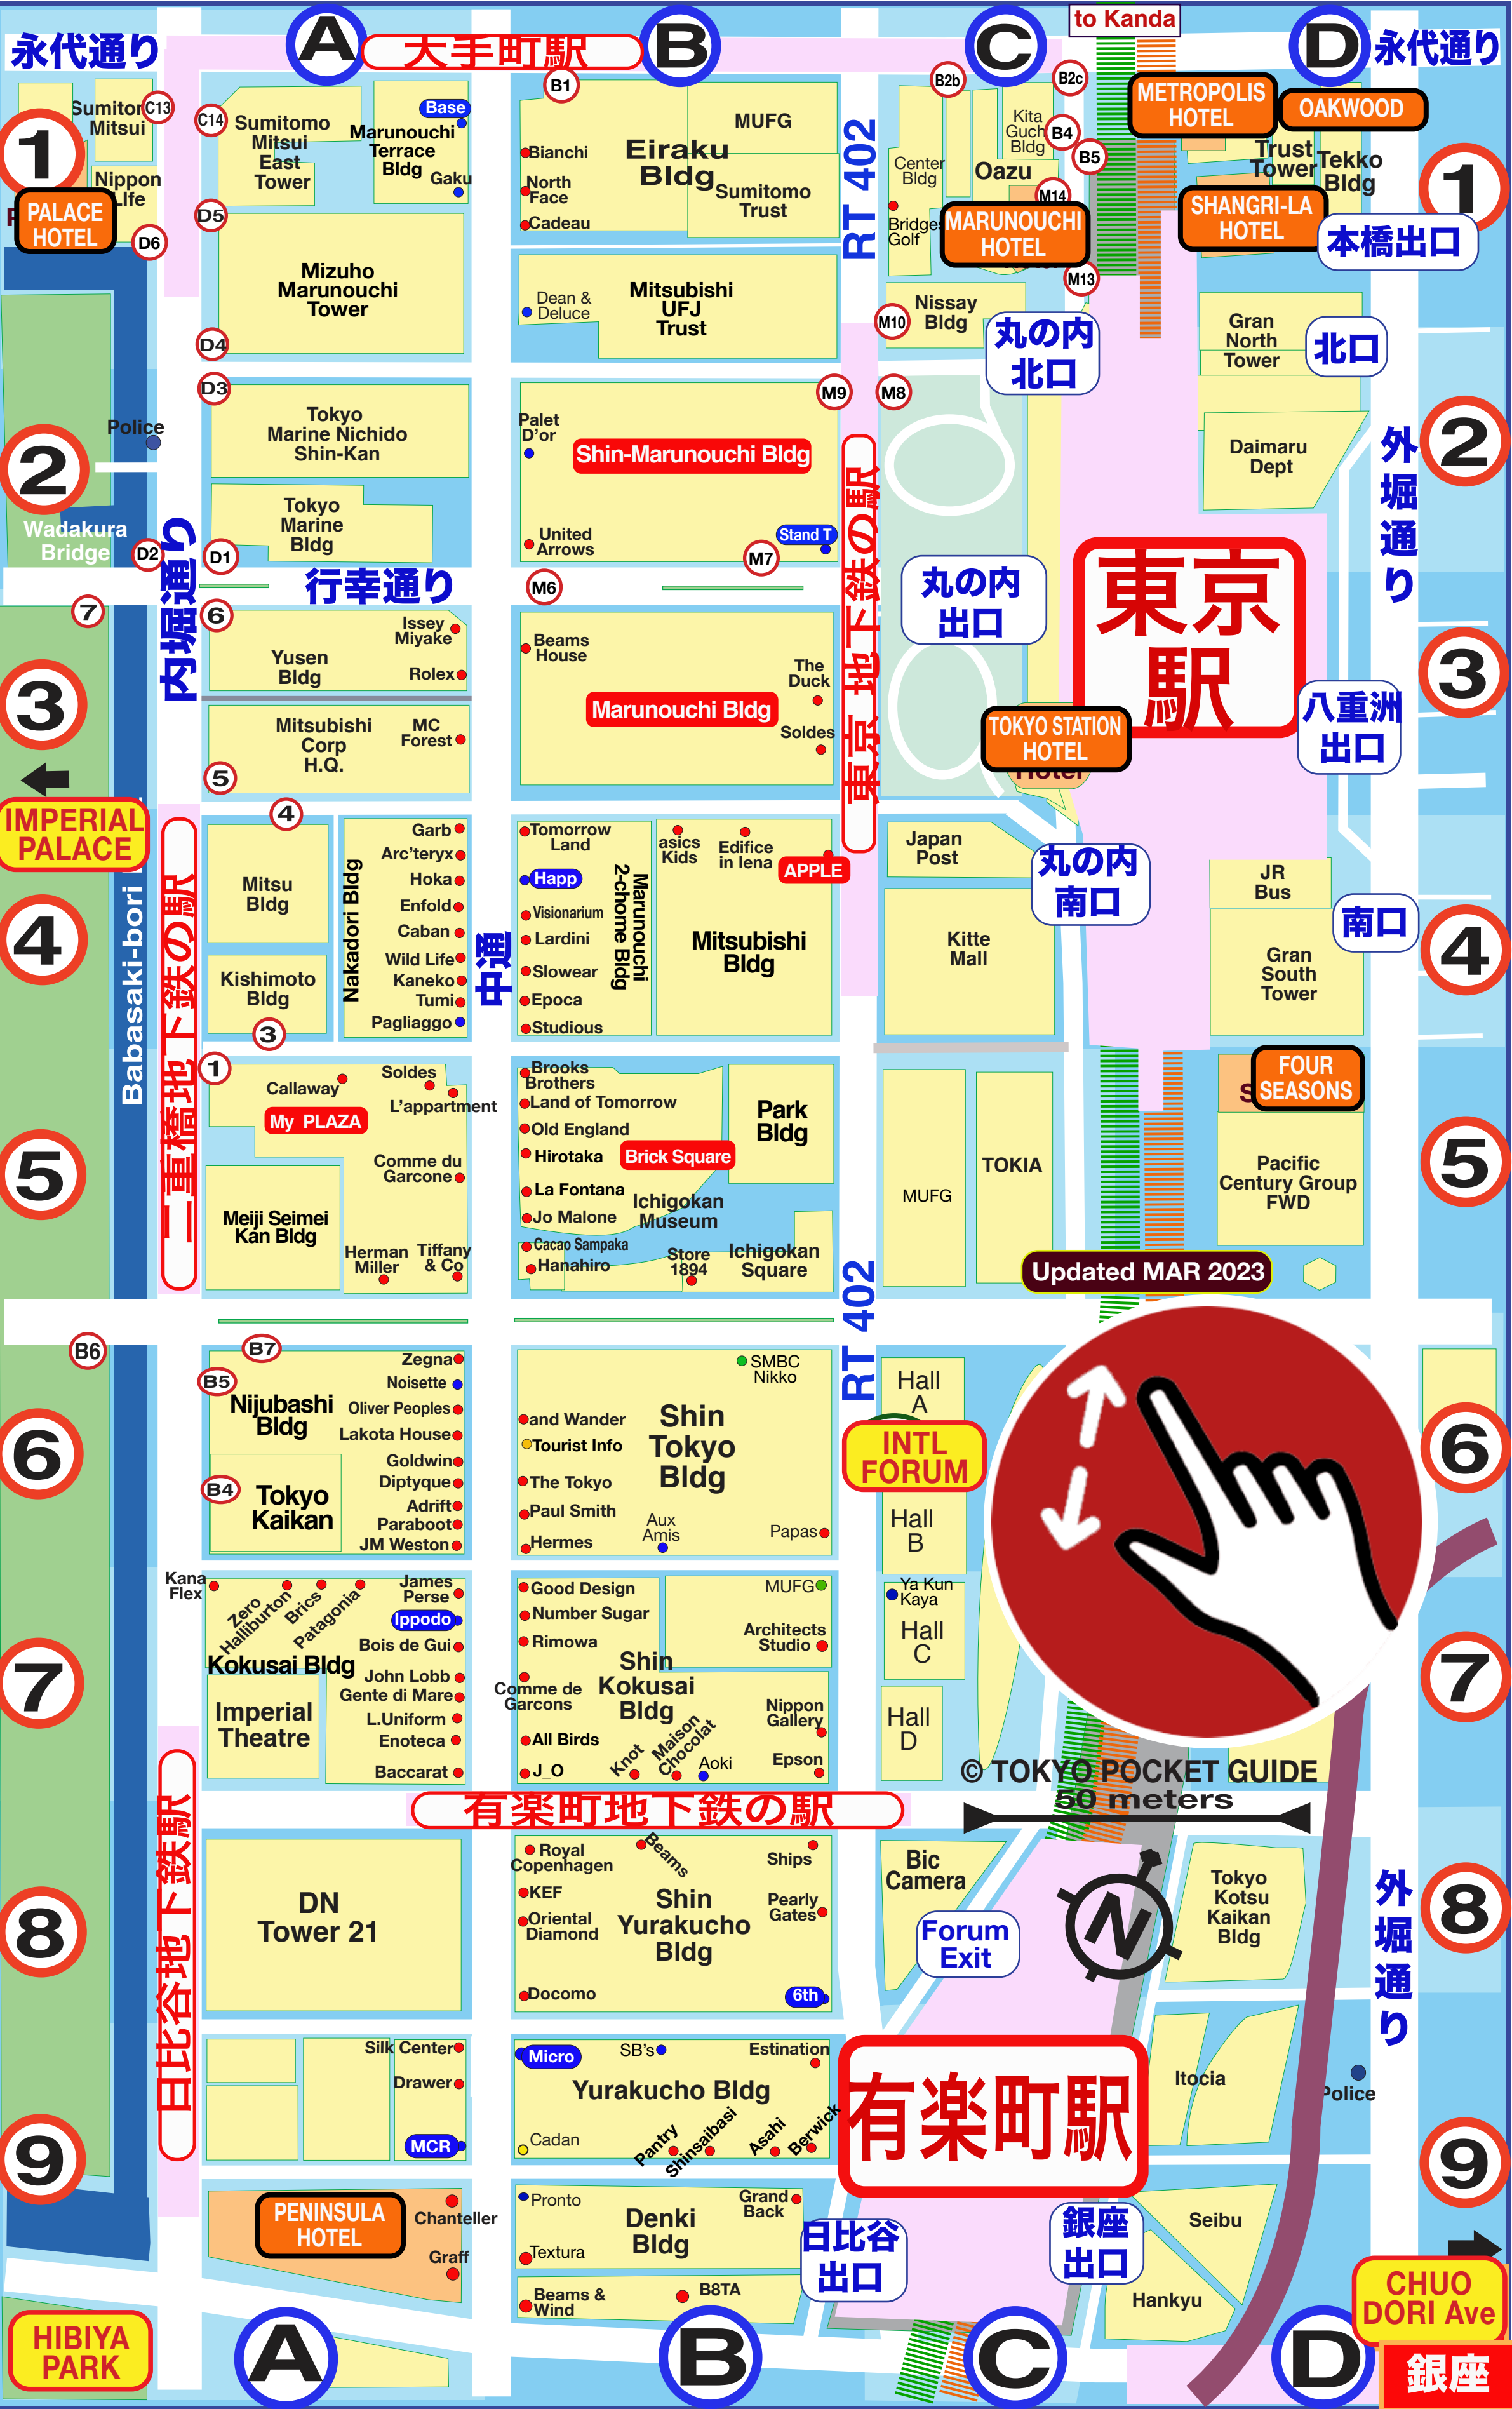 to Kanda
永代通り
A
大手町駅
B
C
D
永代通り
1
Sumitomo
Mitsui
C13
Nippon
Life
PALACE
HOTEL
D6
C14
Sumitomo
Mitsui
East
Tower
Base
Marunouchi
Terrace
Bldg
Gaku
D5
Mizuho
Marunouchi
Tower
D4
B1
Bianchi
North
Face
Cadeau
Eiraku
Bldg
MUFG
Sumitomo
Trust
Dean &
Deluce
Mitsubishi
UFJ
Trust
RT 402
B2b
B2c
Kita
Guch
Bldg
B4
B5
Center
Bldg
Oazu
M14
Bridges
Golf
MARUNOUCHI
HOTEL
M13
Nissay
Bldg
M10
丸の内
北口
METROPOLIS
HOTEL
OAKWOOD
Trust
Tower
Tekko
Bldg
SHANGRI-LA
HOTEL
本橋出口
1
Gran
North
Tower
北口
2
Police
Wadakura
Bridge
D2
D3
Tokyo
Marine Nichido
Shin-Kan
Tokyo
Marine
Bldg
D1
内堀通り
行幸通り
Palet
D'or
Shin-Marunouchi Bldg
United
Arrows
Stand T
M7
M6
M9
M8
東京 地下鉄の駅
丸の内
出口
Daimaru
Dept
外堀通り
2
東京
駅
7
3
6
Issey
Miyake
Yusen
Bldg
Rolex
Mitsubishi
Corp
H.Q.
MC
Forest
5
4
Beams
House
The
Duck
Marunouchi Bldg
Soldes
TOKYO STATION
HOTEL
Hotel
八重洲
出口
3
IMPERIAL
PALACE
4
Babasaki-bori
二重橋地下鉄の駅
Mitsu
Bldg
Kishimoto
Bldg
3
Nakadori Bldg
Garb
Arc'teryx
Hoka
Enfold
Caban
Wild Life
Kaneko
Tumi
Pagliaggo
中通
Tomorrow
Land
Happ
Visionarium
Lardini
Slowear
Epoca
Studious
Marunouchi
2-chome Bldg
asics
Kids
Edifice
in Iena
APPLE
Mitsubishi
Bldg
Japan
Post
丸の内
南口
Kitte
Mall
JR
Bus
南口
Gran
South
Tower
4
5
1
Callaway
Soldes
L'appartment
My PLAZA
Comme du
Garcone
Meiji Seimei
Kan Bldg
Herman
Miller
Tiffany
& Co
Brooks
Brothers
Land of Tomorrow
Old England
Hirotaka
Brick Square
La Fontana
Jo Malone
Ichigokan
Museum
Cacao Sampaka
Hanahiro
Store
1894
Ichigokan
Square
Park
Bldg
MUFG
TOKIA
FOUR
SEASONS
Pacific
Century Group
FWD
5
Updated MAR 2023
RT 402
B6
6
B7
B5
Nijubashi
Bldg
B4
Tokyo
Kaikan
Zegna
Noisette
Oliver Peoples
Lakota House
Goldwin
Diptyque
Adrift
Paraboot
JM Weston
SMBC
Nikko
and Wander
Tourist Info
The Tokyo
Paul Smith
Hermes
Shin
Tokyo
Bldg
Aux
Amis
Papas
Hall
A
INTL
FORUM
Hall
B
6
7
Kana
Flex
Zero
Halliburton
Brics
Patagonia
James
Perse
Ippodo
Bois de Gui
Kokusai Bldg
John Lobb
Gente di Mare
L.Uniform
Enoteca
Baccarat
Imperial
Theatre
Good Design
Number Sugar
Rimowa
Comme de
Garcons
All Birds
J_O
Shin
Kokusai
Bldg
Knot
Maison
Chocolat
Aoki
MUFG
Architects
Studio
Nippon
Gallery
Epson
Ya Kun
Kaya
Hall
C
Hall
D
7
© TOKYO POCKET GUIDE
50 meters
有楽町地下鉄の駅
日比谷地下鉄駅
8
DN
Tower 21
Royal
Copenhagen
KEF
Oriental
Diamond
Docomo
Beams
Shin
Yurakucho
Bldg
Ships
Pearly
Gates
6th
Bic
Camera
Forum
Exit
N
Tokyo
Kotsu
Kaikan
Bldg
外堀通り
8
9
Silk Center
Drawer
MCR
Micro
SB's
Estination
Yurakucho Bldg
Cadan
Pantry
Shinsaibasi
Asahi
Berwick
有楽町駅
Itocia
Police
9
PENINSULA
HOTEL
Chanteller
Graff
Pronto
Textura
Denki
Bldg
Grand
Back
Beams &
Wind
B8TA
日比谷
出口
銀座
出口
Seibu
Hankyu
CHUO
DORI Ave
HIBIYA
PARK
A
B
C
D
銀座